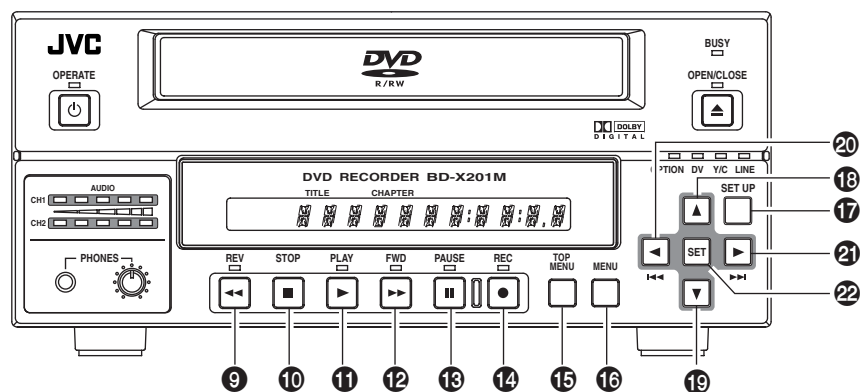 JVC
DVD
R/RW
BUSY
OPERATE
OPEN/CLOSE
DOLBY
DIGITAL
OPTION DV Y/C LINE
DVD RECORDER BD-X201M
TITLE CHAPTER
AUDIO
CH1
CH2
PHONES
SET UP
SET
REV STOP PLAY FWD PAUSE REC TOP MENU MENU
20
18
17
21
22
9 10 11 12 13 14 15 16 19